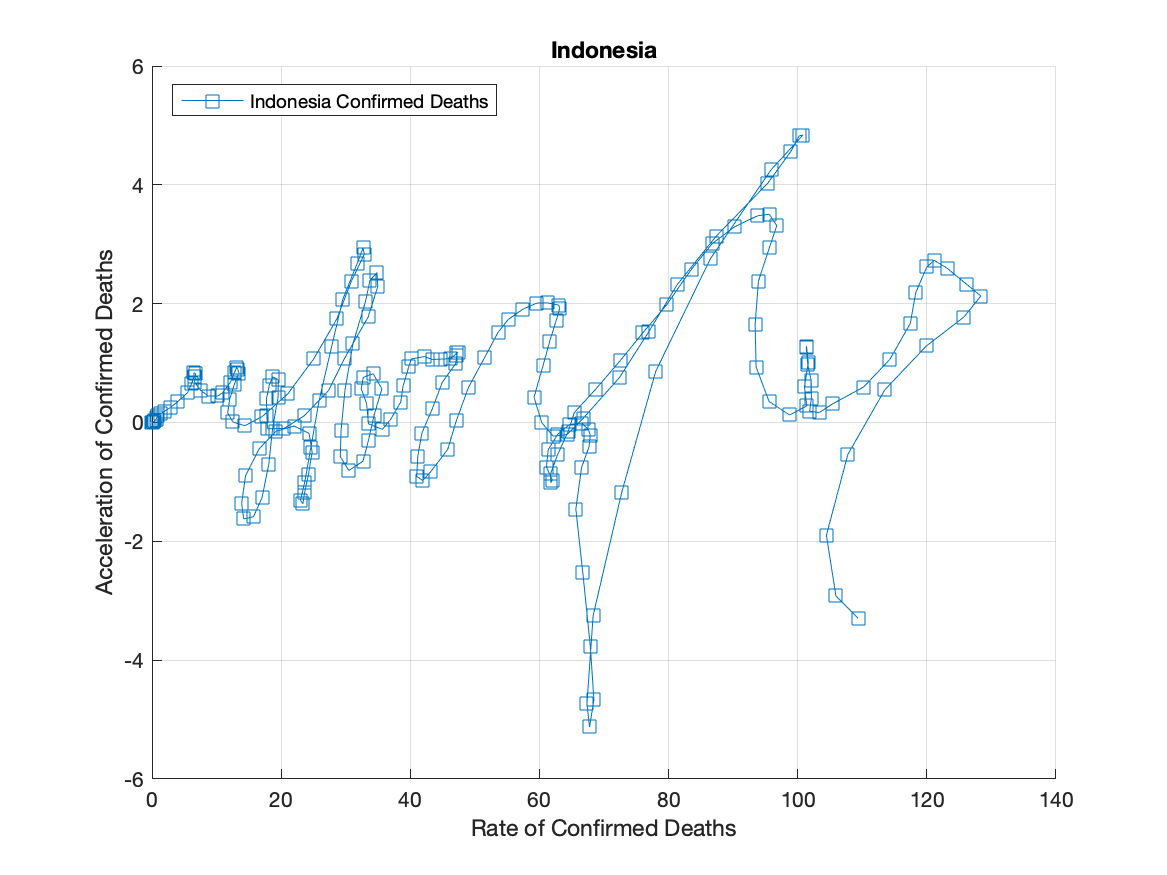 Indonesia
Indonesia Confirmed Deaths
6
4
2
0
-2
-4
-6
Acceleration of Confirmed Deaths
0 20 40 60 80 100 120 140
Rate of Confirmed Deaths